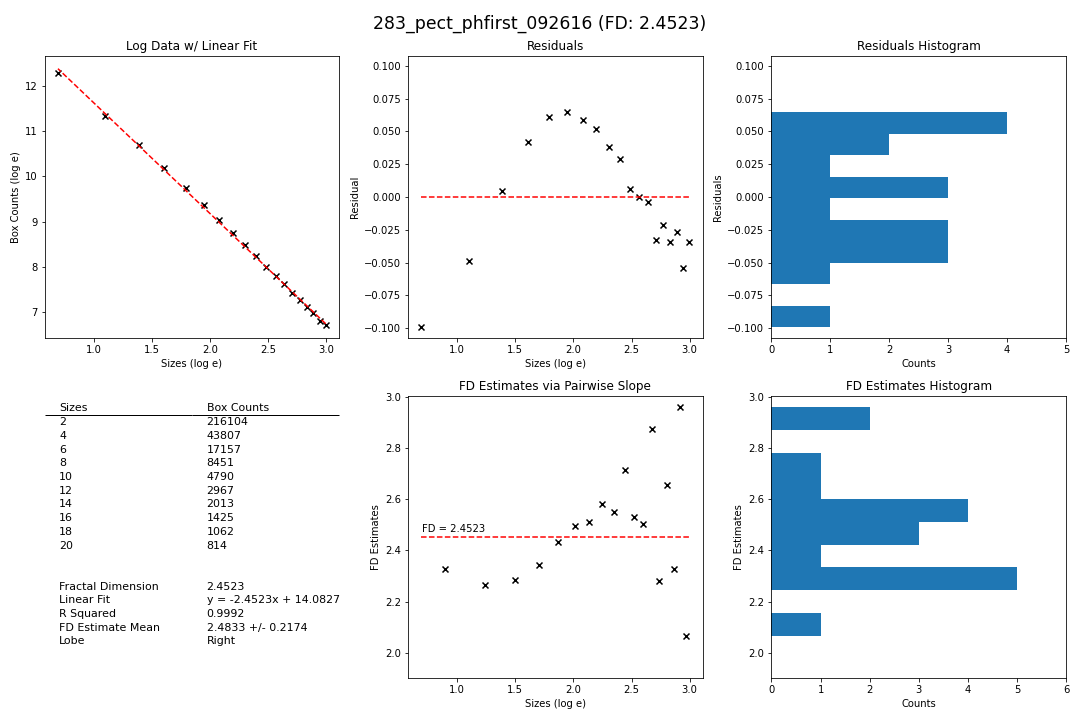 283_pect_phfirst_092616 (FD: 2.4523)
Log Data w/ Linear Fit
Box Counts (log e)
12
11
10
9
8
7
1.0 1.5 2.0 2.5 3.0
Sizes (log e)
Residuals
Residual
0.100
0.075
0.050
0.025
0.000
−0.025
−0.050
−0.075
−0.100
1.0 1.5 2.0 2.5 3.0
Sizes (log e)
Residuals Histogram
Residuals
0.100
0.075
0.050
0.025
0.000
−0.025
−0.050
−0.075
−0.100
0 1 2 3 4 5
Counts
Sizes Box Counts
2 216104
4 43807
6 17157
8 8451
10 4790
12 2967
14 2013
16 1425
18 1062
20 814
Fractal Dimension 2.4523
Linear Fit y = -2.4523x + 14.0827
R Squared 0.9992
FD Estimate Mean 2.4833 +/- 0.2174
Lobe Right
FD Estimates via Pairwise Slope
FD Estimates
3.0
2.8
2.6
2.4
2.2
2.0
FD = 2.4523
1.0 1.5 2.0 2.5 3.0
Sizes (log e)
FD Estimates Histogram
FD Estimates
3.0
2.8
2.6
2.4
2.2
2.0
0 1 2 3 4 5 6
Counts